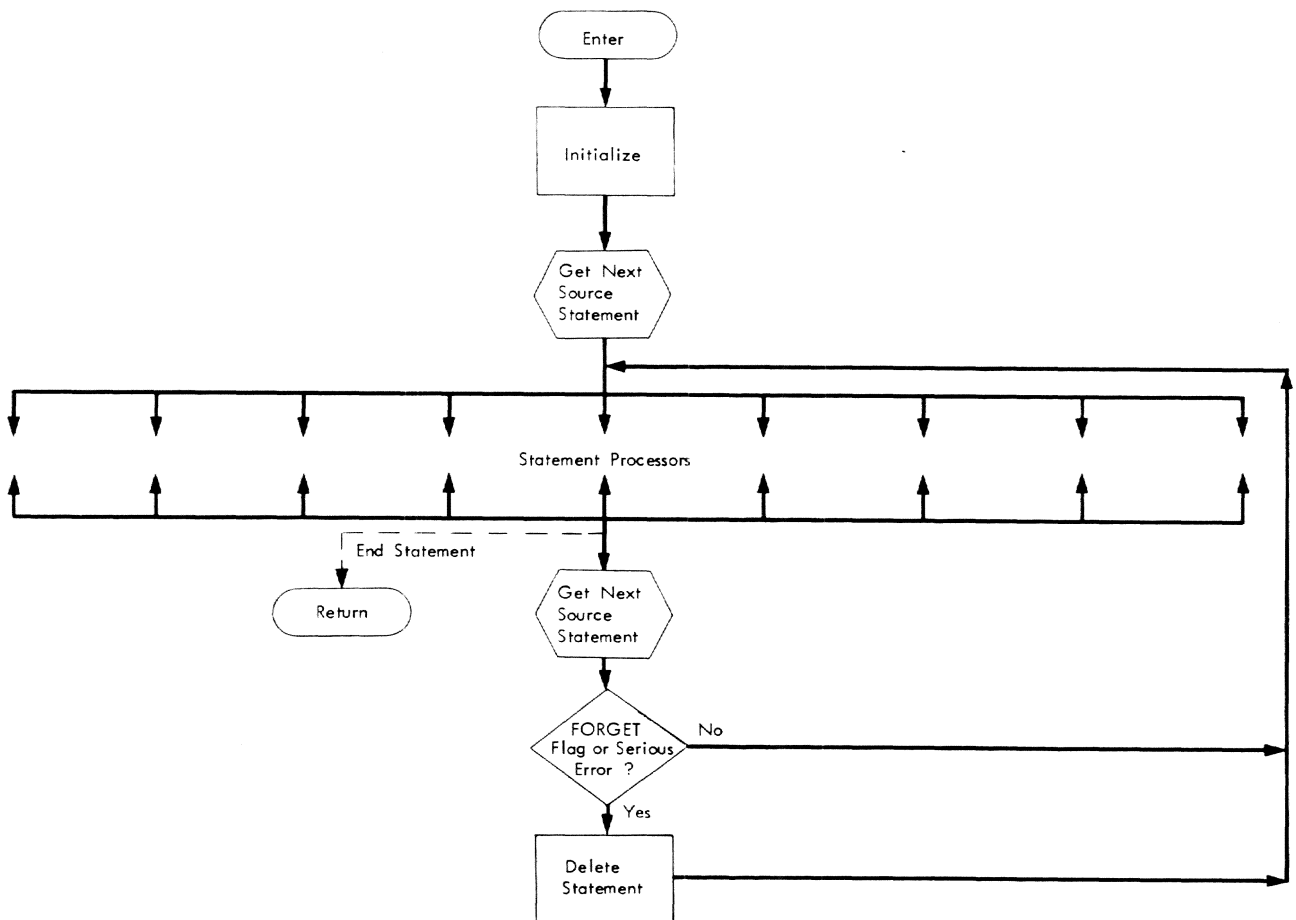 Enter
Initialize
Get Next
Source
Statement
Statement Processors
End Statement
Return
Get Next
Source
Statement
FORGET
Flag or Serious
Error ?
No
Yes
Delete
Statement